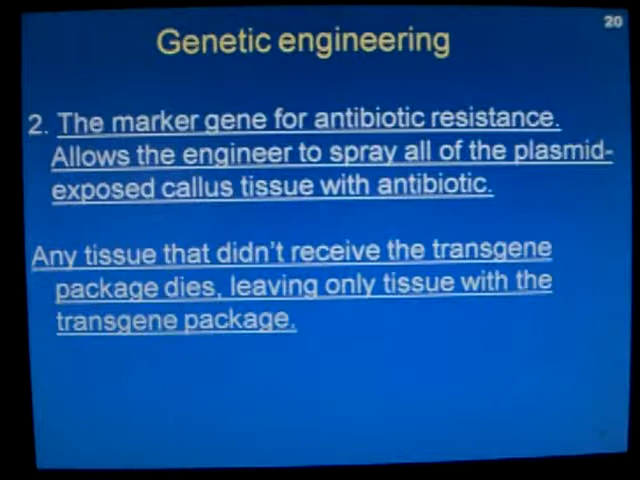 20
Genetic engineering
2. The marker gene for antibiotic resistance.
Allows the engineer to spray all of the plasmid-
exposed callus tissue with antibiotic.
Any tissue that didn't receive the transgene
package dies, leaving only tissue with the
transgene package.